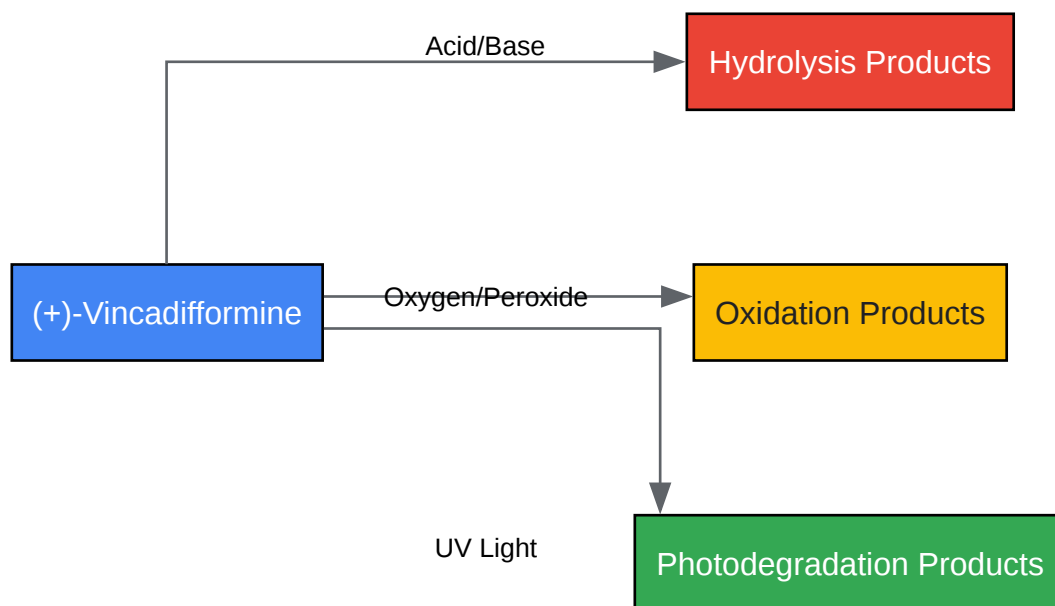 Acid/Base
Hydrolysis Products
(+)-Vincadifformine
Oxygen/Peroxide
Oxidation Products
UV Light
Photodegradation Products